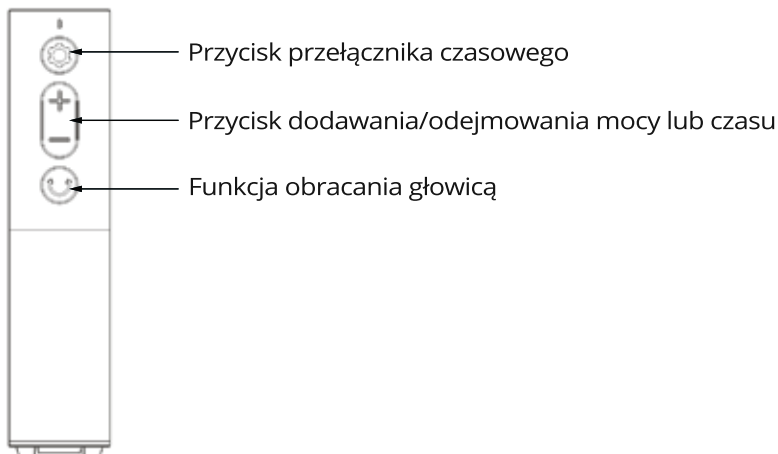 Przycisk przełącznika czasowego
Przycisk dodawania/odejmowania mocy lub czasu
Funkcja obracania głowicą